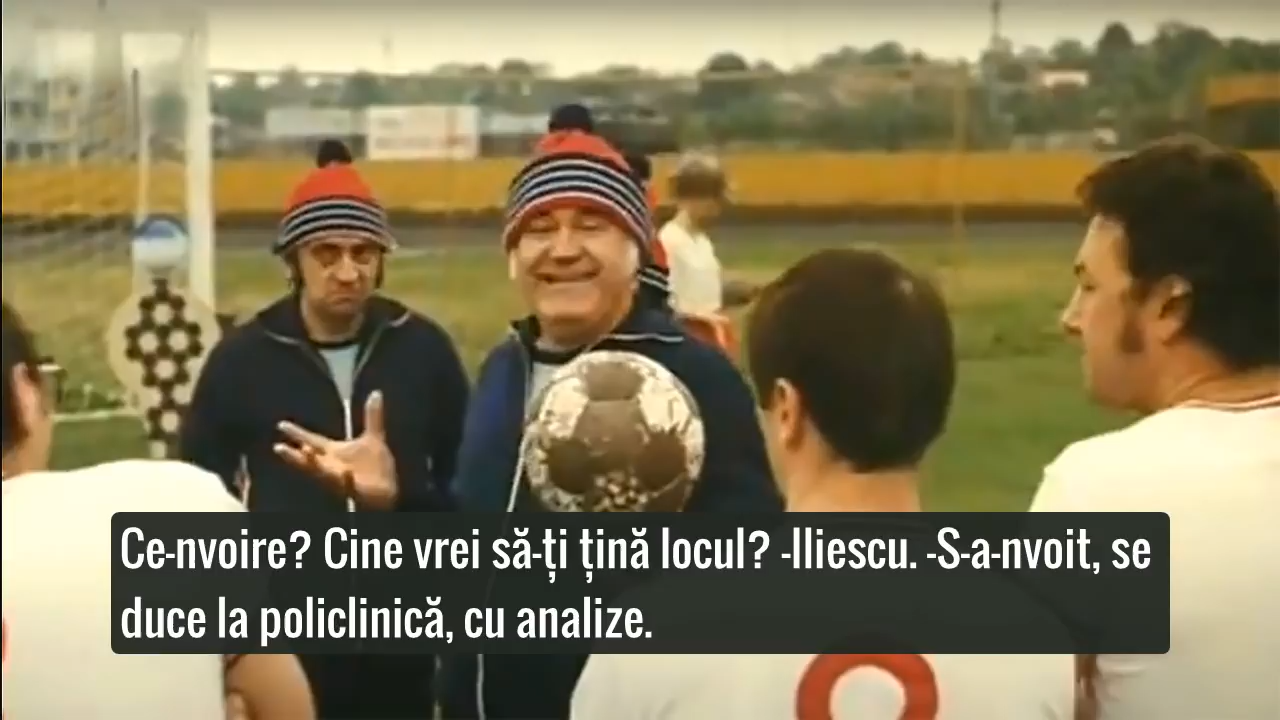 Ce-nvoire? Cine vrei să-ți țină locul? -Iliescu. -S-a-nvoit, se
duce la policlinică, cu analize.